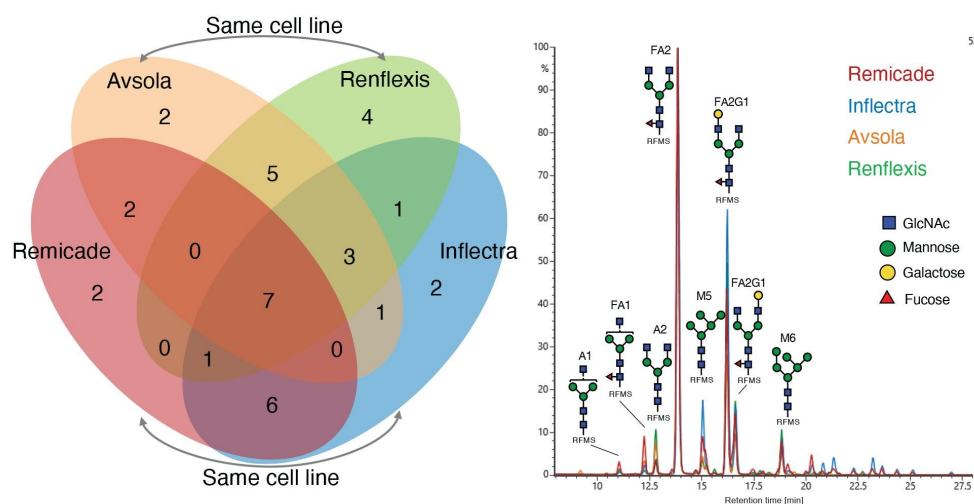 Same cell line
Avsola
Renflexis
2
4
5
2
1
Remicade
0
3
Inflectra
2
7
2
1
0
1
0
6
Same cell line
100
%
90
80
70
60
50
40
30
20
10
0
10
12.5
15
17.5
20
22.5
25
27.5
Retention time [min]
FA2
RFMS
FA2G1
RFMS
A1
RFMS
FA1
RFMS
A2
RFMS
M5
RFMS
FA2G1
RFMS
M6
RFMS
Remicade
Inflectra
Avsola
Renflexis
GlcNAc
Mannose
Galactose
Fucose